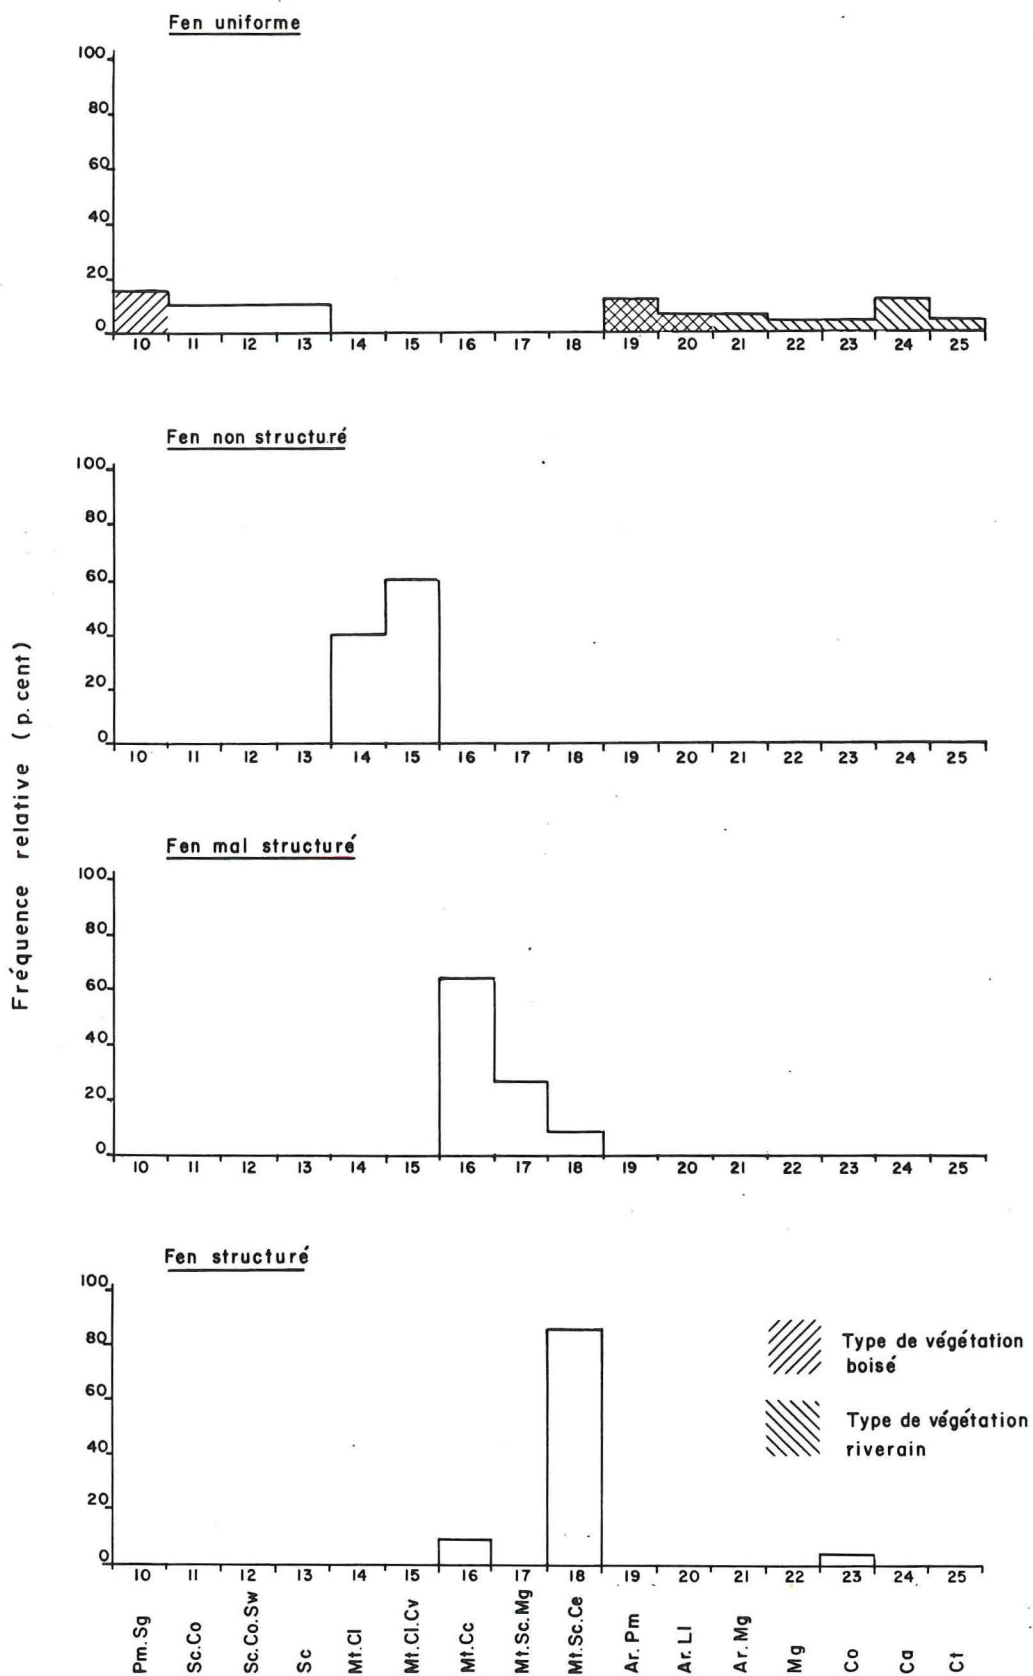 Fen uniforme
100
80
60
40
20
0
10 11 12 13 14 15 16 17 18 19 20 21 22 23 24 25
Fen non structuré
100
80
60
40
20
0
10 11 12 13 14 15 16 17 18 19 20 21 22 23 24 25
Fréquence relative (p. cent)
Fen mal structuré
100
80
60
40
20
0
10 11 12 13 14 15 16 17 18 19 20 21 22 23 24 25
Fen structuré
100
80
60
40
20
0
10 11 12 13 14 15 16 17 18 19 20 21 22 23 24 25
Pm.Sg
Sc.Co
Sc.Co.Sw
Sc
Mt.Cl
Mt.Cl.Cv
Mt.Cc
Mt.Sc.Mg
Mt.Sc.Ce
Ar.Pm
Ar.Ll
Ar.Mg
Mg
Co
Ca
Ct
Type de végétation
boisé
Type de végétation
riverain